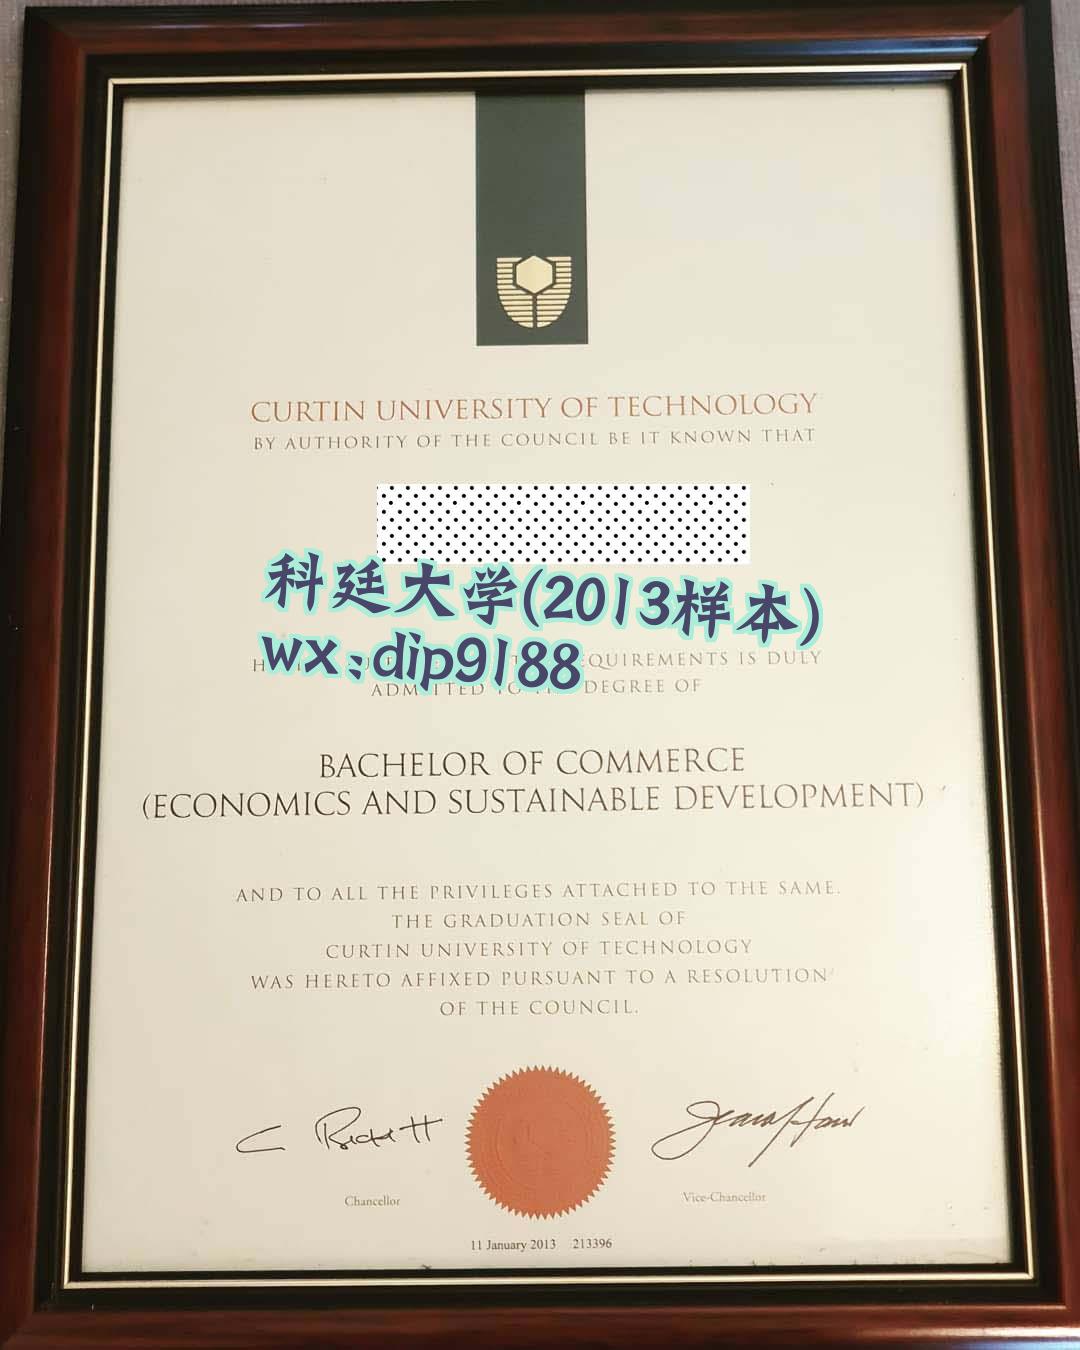 CURTIN UNIVERSITY OF TECHNOLOGY
BY AUTHORITY OF THE COUNCIL BE IT KNOWN THAT
科廷大学(2013样本)
wx:dip9188
REQUIREMENTS IS DULY
ADMITTED TO THE DEGREE OF
BACHELOR OF COMMERCE
(ECONOMICS AND SUSTAINABLE DEVELOPMENT)
AND TO ALL THE PRIVILEGES ATTACHED TO THE SAME.
THE GRADUATION SEAL OF
CURTIN UNIVERSITY OF TECHNOLOGY
WAS HERETO AFFIXED PURSUANT TO A RESOLUTION
OF THE COUNCIL.
Chancellor
Vice-Chancellor
11 January 2013 213396